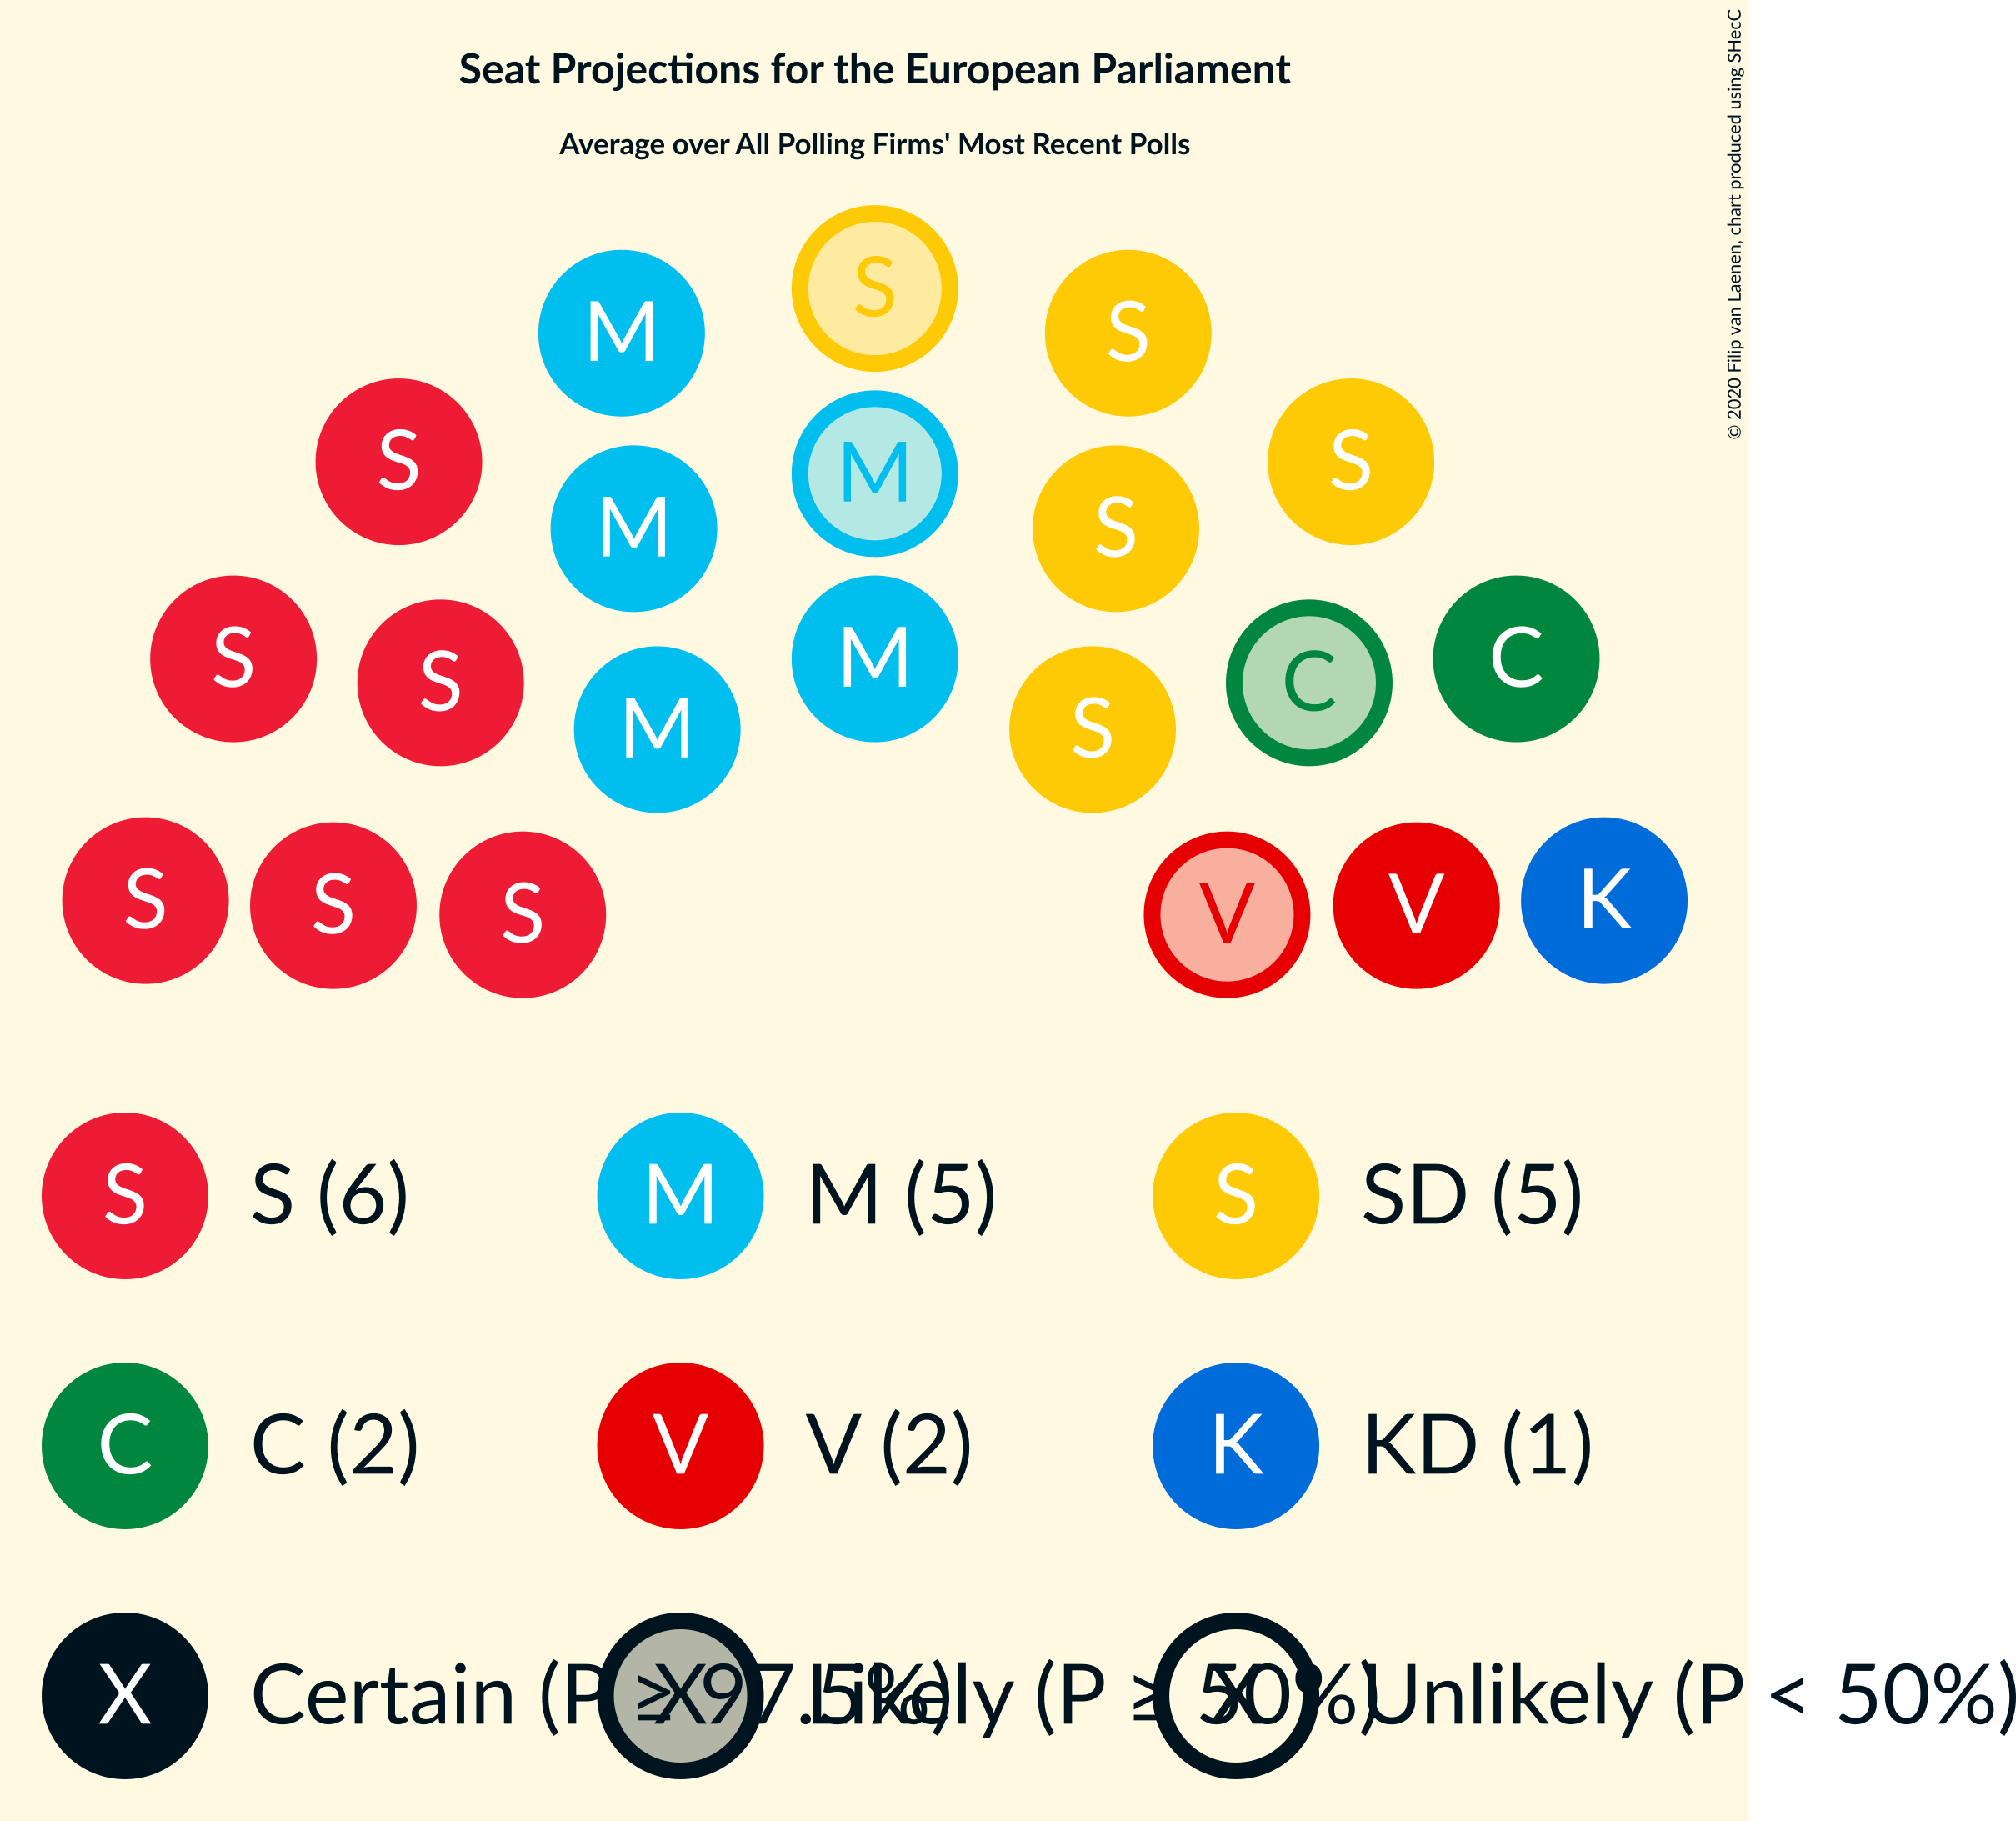 Seat Projections for the European Parliament
Average over All Polling Firms' Most Recent Polls
© 2020 Filip van Laenen, chart produced using SHecC
S
M S
S S
M M S
S S M M S C C
S S S V V K
S S (6) M M (5) S SD (5)
C C (2) V V (2) K KD (1)
X Certain (P ≥ 97.5%) X Likely (P ≥ 50%) X Unlikely (P < 50%)